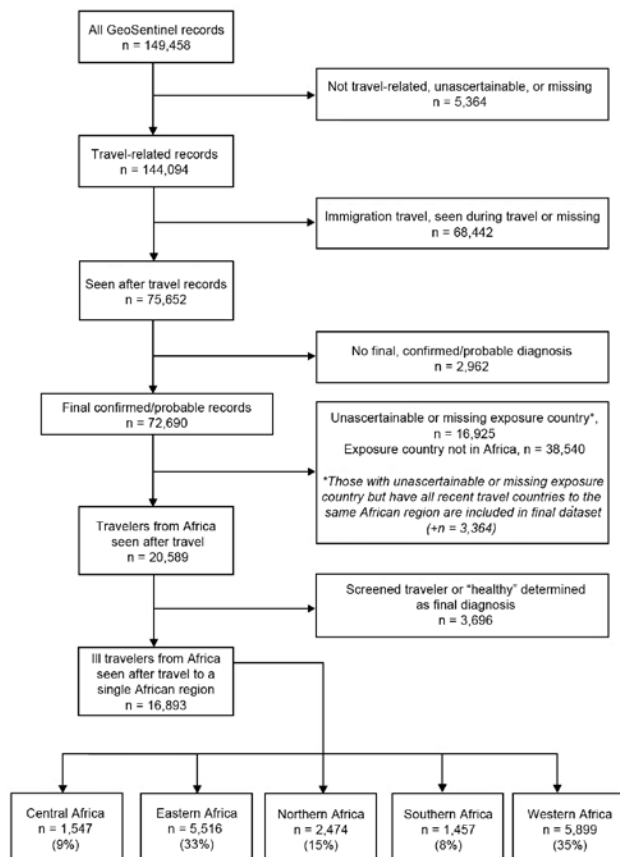 All GeoSentinel records
n = 149,458
Not travel-related, unascertainable, or missing
n = 5,364
Travel-related records
n = 144,094
Immigration travel, seen during travel or missing
n = 68,442
Seen after travel records
n = 75,652
No final, confirmed/probable diagnosis
n = 2,962
Final confirmed/probable records
n = 72,690
Unascertainable or missing exposure country*,
n = 16,925
Exposure country not in Africa, n = 38,540
*Those with unascertainable or missing exposure
country but have all recent travel countries to the
same African region are included in final dataset
(+n = 3,364)
Travelers from Africa
seen after travel
n = 20,589
Screened traveler or “healthy” determined
as final diagnosis
n = 3,696
Ill travelers from Africa
seen after travel to a
single African region
n = 16,893
Central Africa
n = 1,547
(9%)
Eastern Africa
n = 5,516
(33%)
Northern Africa
n = 2,474
(15%)
Southern Africa
n = 1,457
(8%)
Western Africa
n = 5,899
(35%)